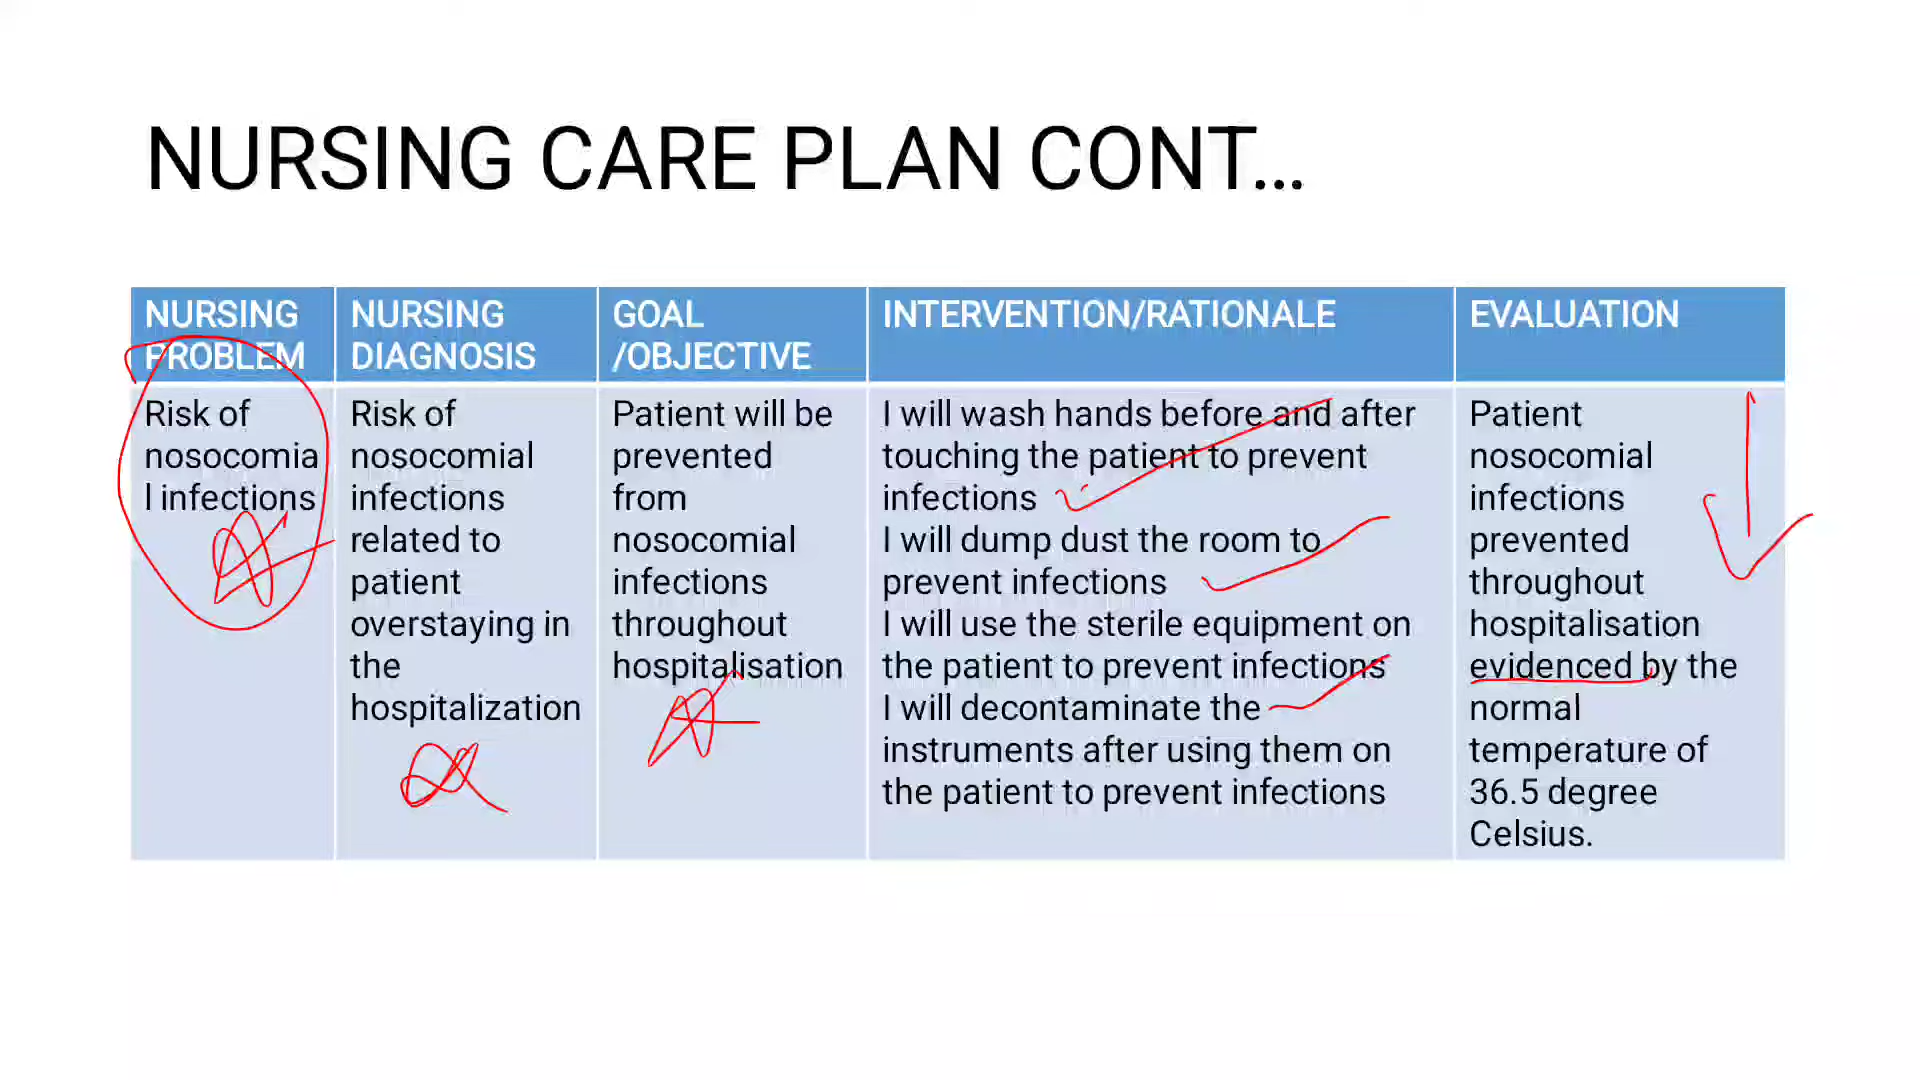 NURSING CARE PLAN CONT...
NURSING
PROBLEM
NURSING
DIAGNOSIS
GOAL
/OBJECTIVE
INTERVENTION/RATIONALE
EVALUATION
Risk of
nosocomia
l infections
Risk of
nosocomial
infections
related to
patient
overstaying in
the
hospitalization
Patient will be
prevented
from
nosocomial
infections
throughout
hospitalisation
I will wash hands before and after
touching the patient to prevent
infections
I will dump dust the room to
prevent infections
I will use the sterile equipment on
the patient to prevent infections
I will decontaminate the
instruments after using them on
the patient to prevent infections
Patient
nosocomial
infections
prevented
throughout
hospitalisation
evidenced by the
normal
temperature of
36.5 degree
Celsius.